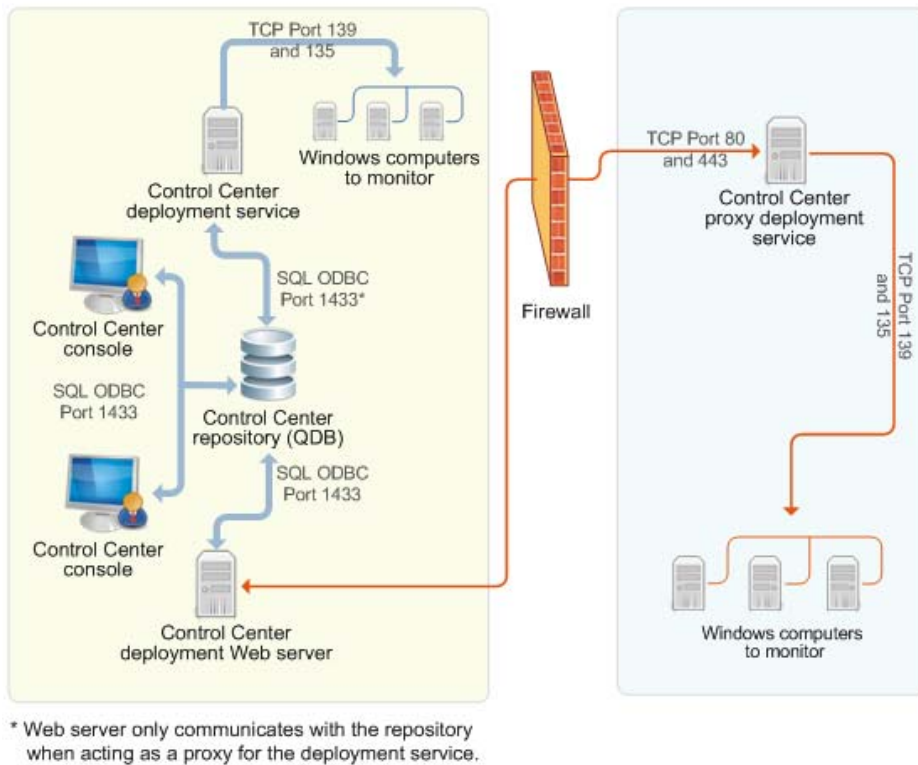 TCP Port 139
and 135
Windows computers
to monitor
Control Center
deployment service
SQL ODBC
Port 1433*
Control Center
console
SQL ODBC
Port 1433
Control Center
repository (QDB)
SQL ODBC
Port 1433
Control Center
console
Control Center
deployment Web server
Firewall
TCP Port 80
and 443
Control Center
proxy deployment
service
TCP Port 139
and 135
Windows computers
to monitor
* Web server only communicates with the repository
when acting as a proxy for the deployment service.